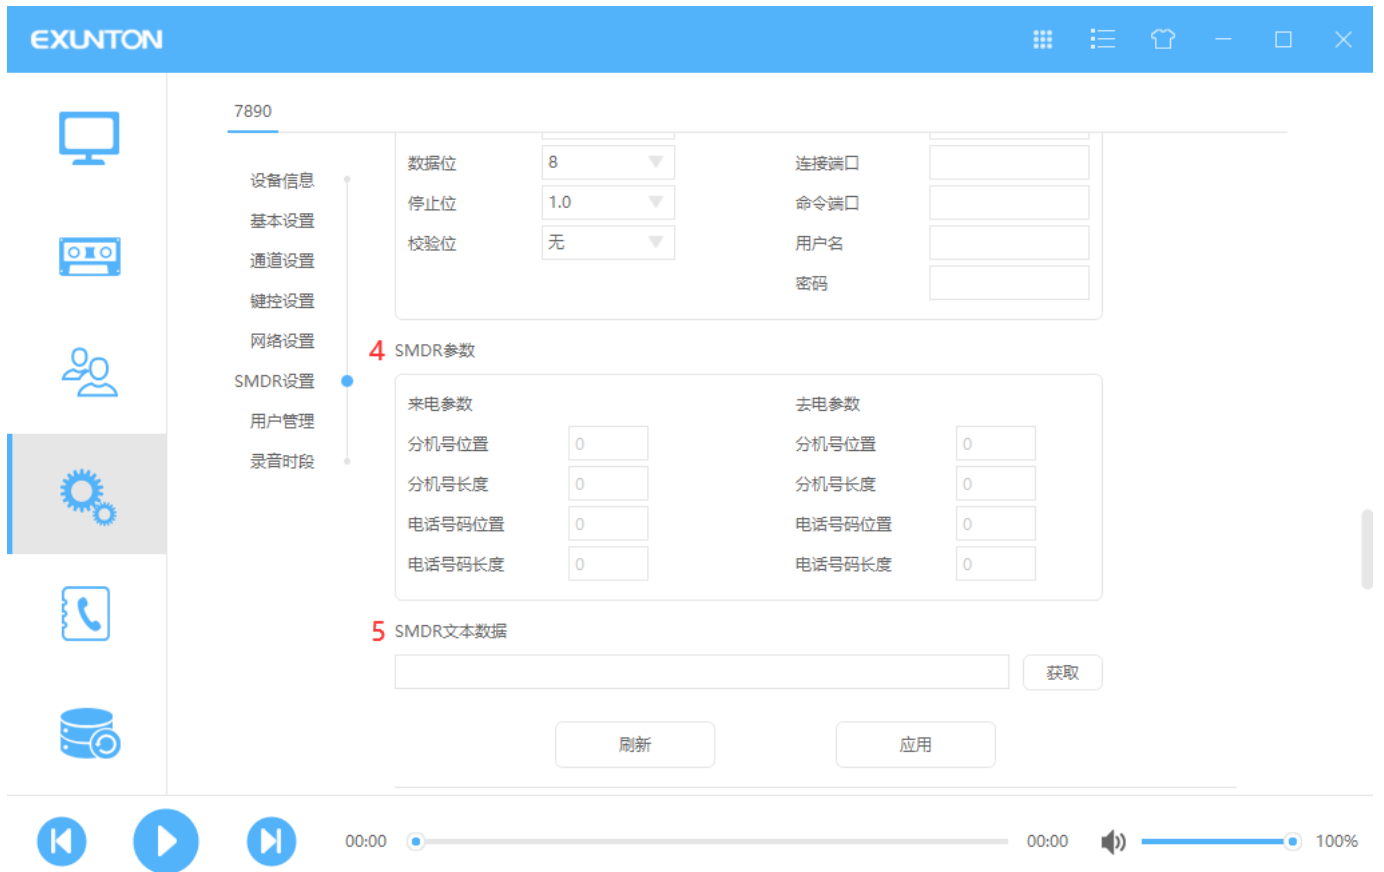 EXUNTON
7890
设备信息
基本设置
通道设置
键控设置
网络设置
SMDR设置
用户管理
录音时段
数据位 8 连接端口
停止位 1.0 命令端口
校验位 无 用户名
密码
4 SMDR参数
来电参数 去电参数
分机号位置 0 分机号位置 0
分机号长度 0 分机号长度 0
电话号码位置 0 电话号码位置 0
电话号码长度 0 电话号码长度 0
5 SMDR文本数据
获取
刷新 应用
00:00 00:00 100%